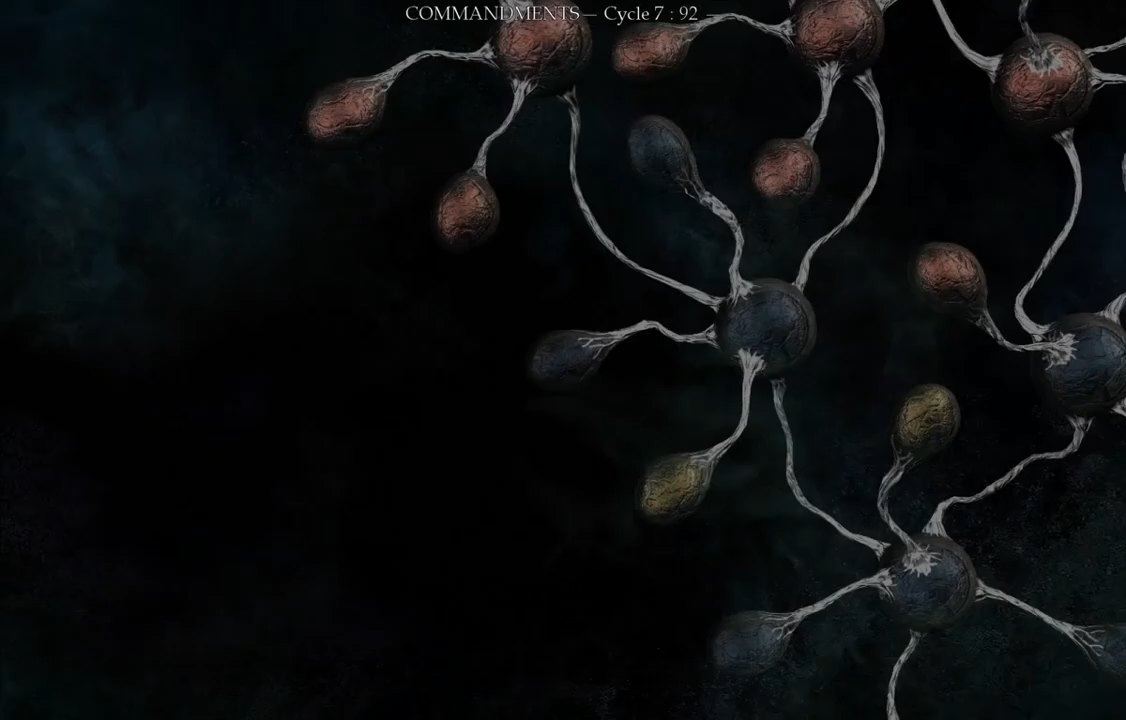 COMMANDMENTS — Cycle 7 : 92 —